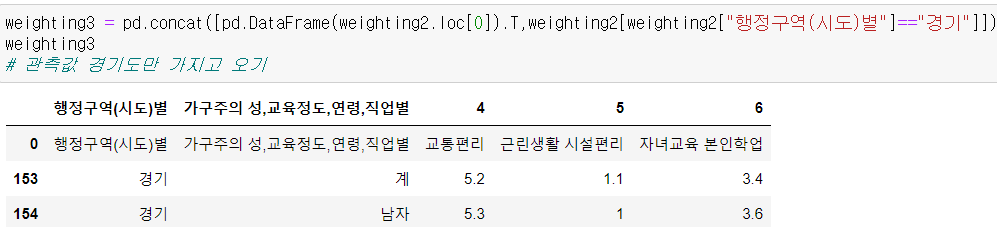 weighting3 = pd.concat([pd.DataFrame(weighting2.loc[0]).T,weighting2[weighting2["행정구역(시도)별"]=="경기"]])
weighting3
# 관측값 경기도만 가지고 오기
행정구역(시도)별 가구주의 성,교육정도,연령,직업별 4 5 6
0 행정구역(시도)별 가구주의 성,교육정도,연령,직업별 교통편리 근린생활 시설편리 자녀교육 본인학업
153 경기 계 5.2 1.1 3.4
154 경기 남자 5.3 1 3.6